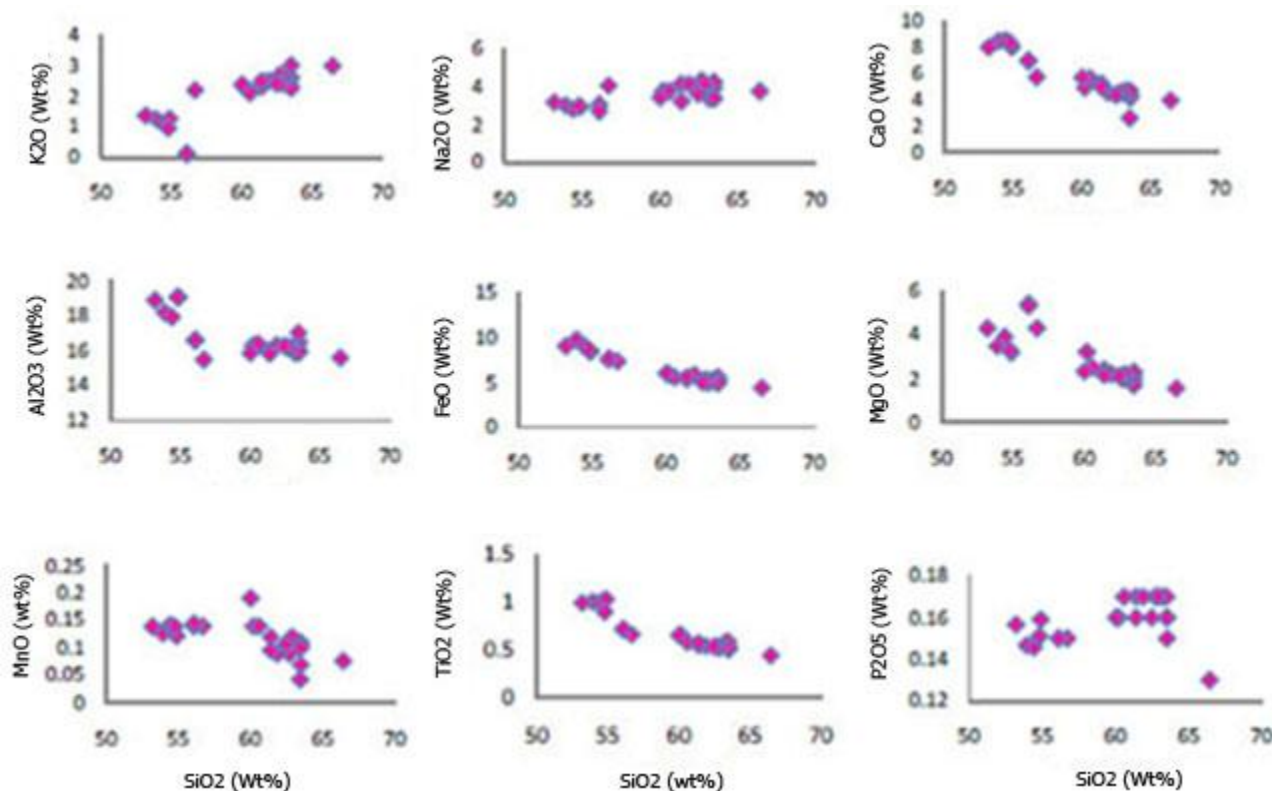 K2O (Wt%)
4
3
2
1
0
50 55 60 65 70
Na2O (Wt%)
6
4
2
0
50 55 60 65 70
CaO (Wt%)
10
8
6
4
2
0
50 55 60 65 70
Al2O3 (Wt%)
20
18
16
14
12
50 55 60 65 70
FeO (Wt%)
15
10
5
0
50 55 60 65 70
MgO (Wt%)
6
4
2
0
50 55 60 65 70
MnO (wt%)
0.25
0.2
0.15
0.1
0.05
0
50 55 60 65 70
SiO2 (Wt%)
TiO2 (Wt%)
1.5
1
0.5
0
50 55 60 65 70
SiO2 (wt%)
P2O5 (Wt%)
0.18
0.16
0.14
0.12
50 60 70
SiO2 (Wt%)